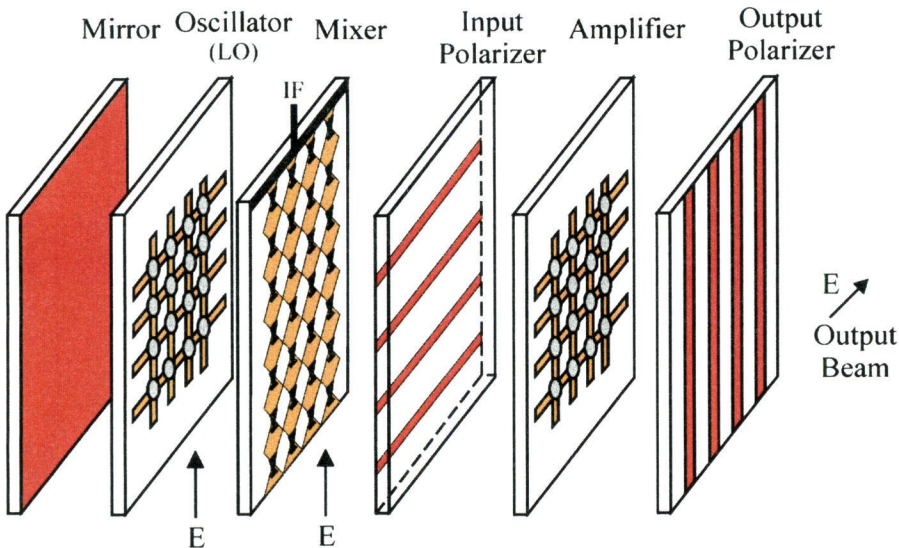 Mirror
Oscillator
(LO)
Mixer
Input
Polarizer
Amplifier
Output
Polarizer
IF
E
Output
Beam
E
E